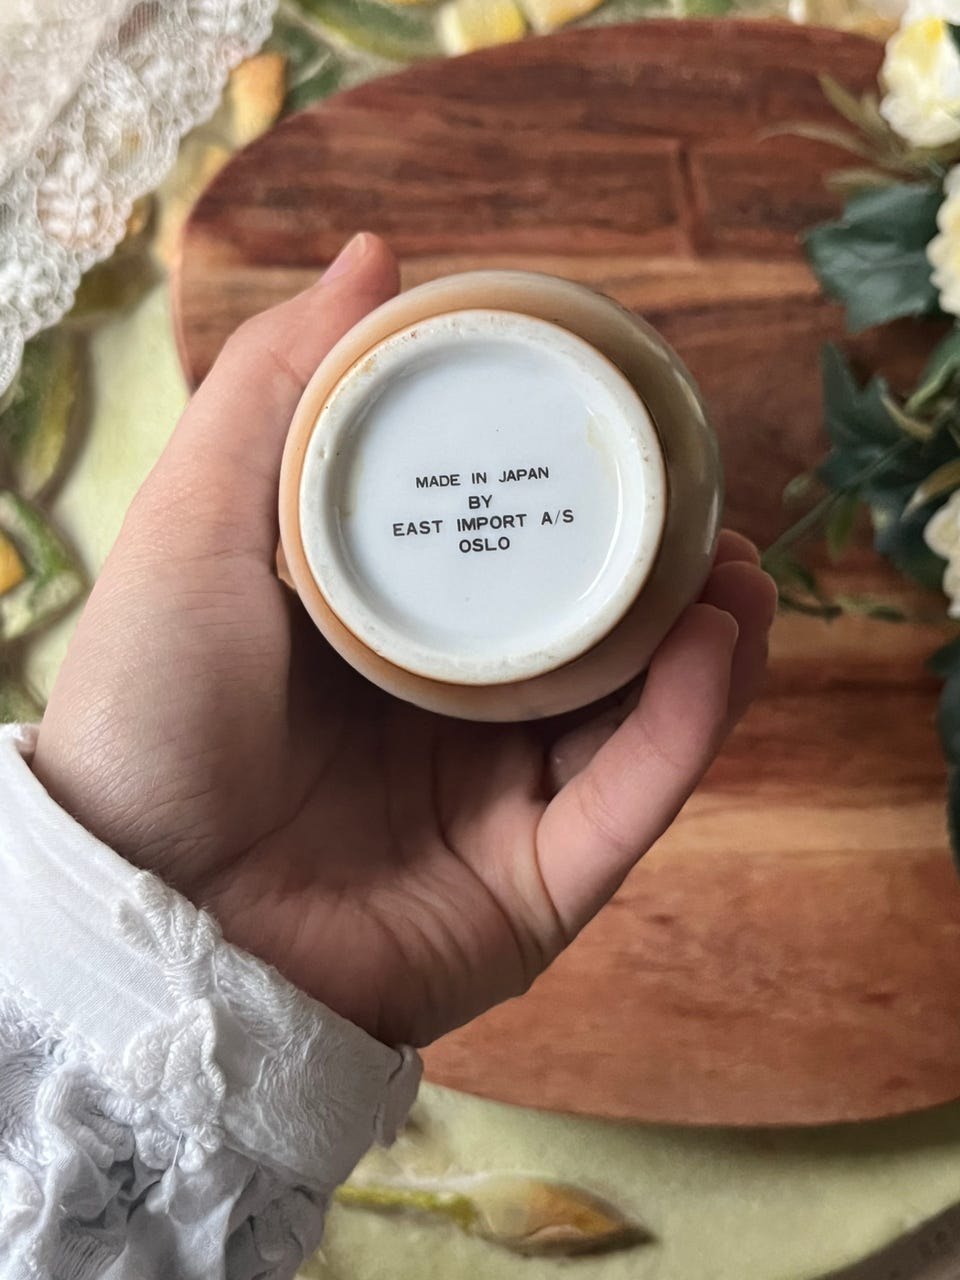 MADE IN JAPAN
BY
EAST IMPORT A/S
OSLO